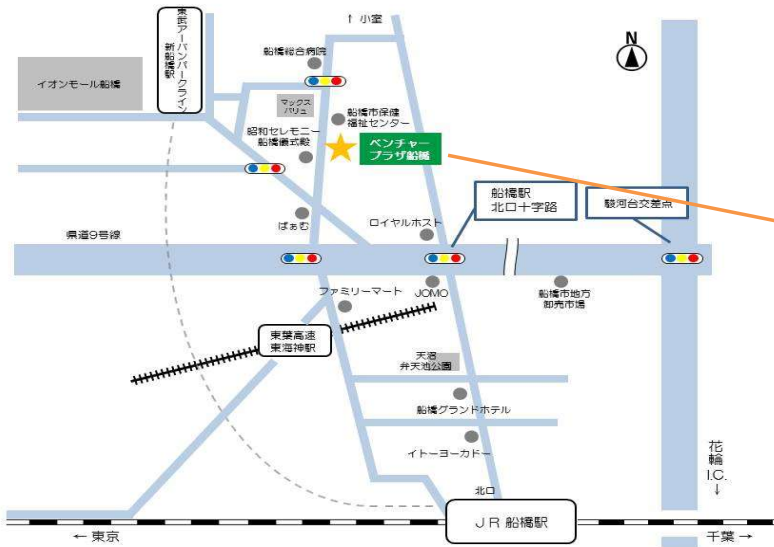 ↑ 小室
N
東武アーバンパークライン
新船橋駅
船橋総合病院
イオンモール船橋
マックス
バリュ
船橋市保健
福祉センター
昭和セレモニー
船橋儀式殿
ベンチャー
プラザ船橋
船橋駅
北口十字路
駿河台交差点
ばぁむ
ロイヤルホスト
県道9号線
ファミリーマート
JOMO
船橋市地方
卸売市場
東葉高速
東海神駅
天沼
弁天池公園
船橋グランドホテル
イトーヨーカドー
花輪
I.C.
↓
北口
JR 船橋駅
← 東京
千葉 →